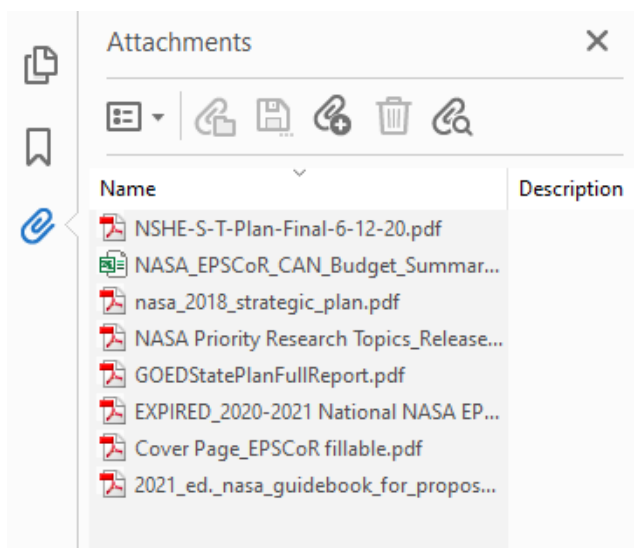 Attachments
Name Description
NSHE-S-T-Plan-Final-6-12-20.pdf
NASA_EPSCoR_CAN_Budget_Summar...
nasa_2018_strategic_plan.pdf
NASA Priority Research Topics_Release...
GOEDStatePlanFullReport.pdf
EXPIRED_2020-2021 National NASA EP...
Cover Page_EPSCoR fillable.pdf
2021_ed._nasa_guidebook_for_propos...